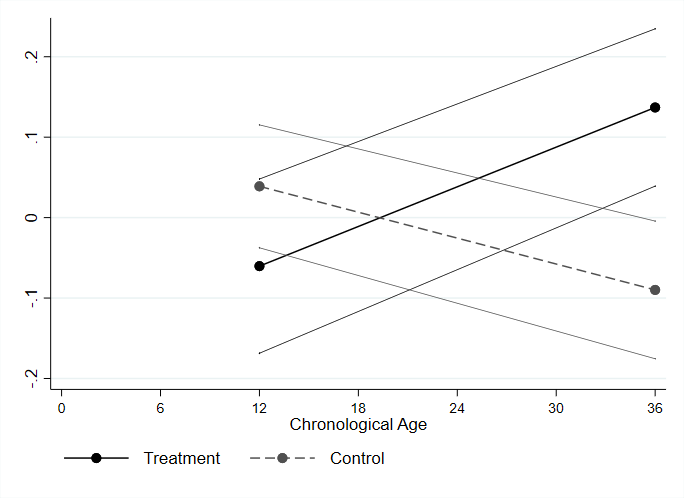 .2
.1
0
-.1
-.2
0 6 12 18 24 30 36
Chronological Age
Treatment Control